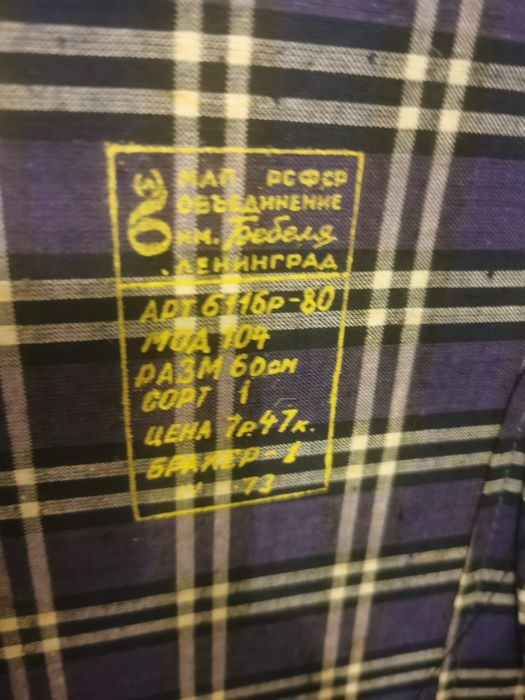 МЛП РСФСР
ОБЪЕДИНЕНИЕ
им. Бебеля
ЛЕНИНГРАД
АРТ 6116р-80
МОД 104
РАЗМ 60см
СОРТ 1
ЦЕНА 7р.47к.
БРАКЕР-1
73